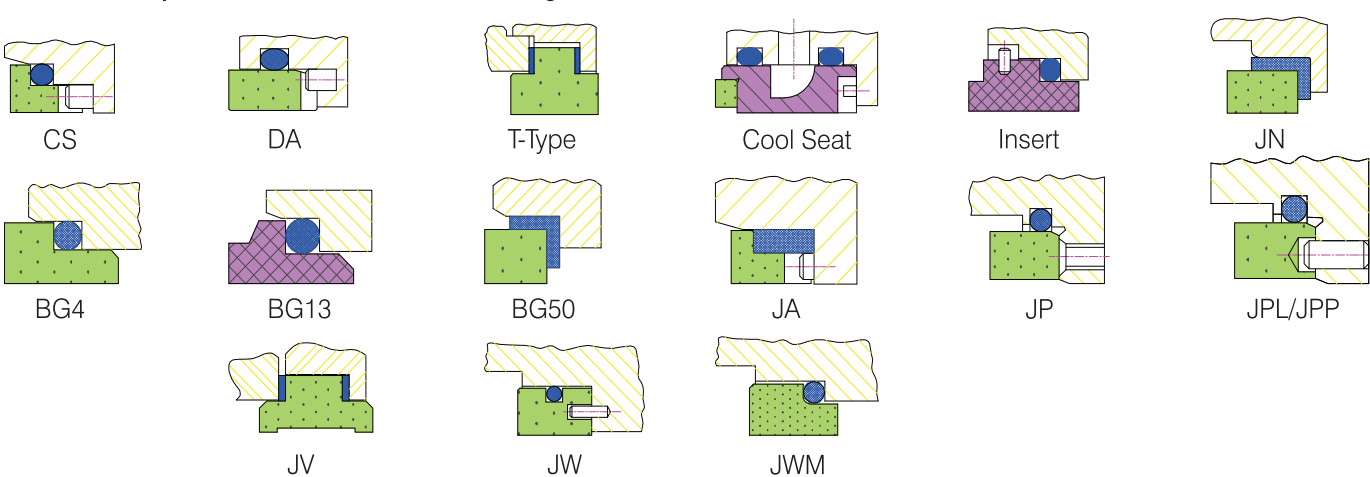 CS DA T-Type Cool Seat Insert JN
BG4 BG13 BG50 JA JP JPL/JPP
JV JW JWM